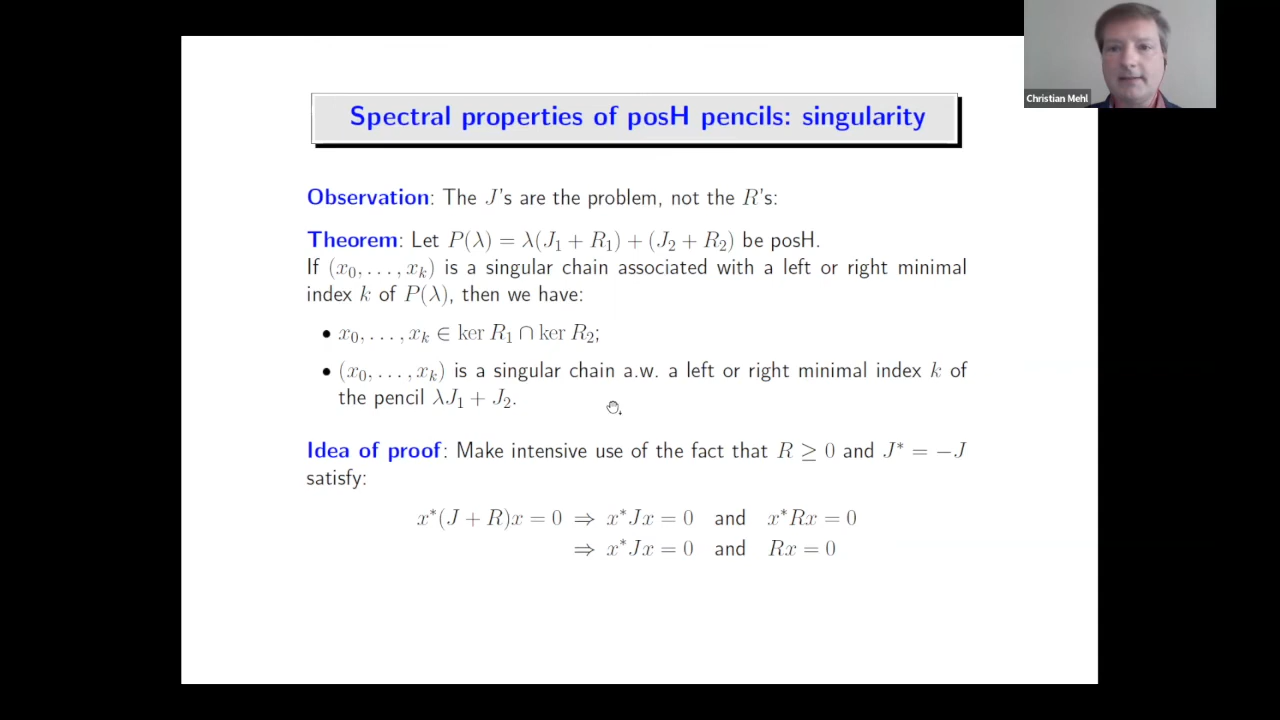 Christian Mehl
Spectral properties of posH pencils: singularity
Observation: The J's are the problem, not the R's:
Theorem: Let P(λ) = λ(J₁ + R₁) + (J₂ + R₂) be posH.
If (x₀, . . . , xₖ) is a singular chain associated with a left or right minimal
index k of P(λ), then we have:
• x₀, . . . , xₖ ∈ ker R₁ ∩ ker R₂;
• (x₀, . . . , xₖ) is a singular chain a.w. a left or right minimal index k of
the pencil λJ₁ + J₂.
Idea of proof: Make intensive use of the fact that R ≥ 0 and J* = −J
satisfy:
x*(J + R)x = 0 ⇒ x*Jx = 0 and x*Rx = 0
⇒ x*Jx = 0 and Rx = 0